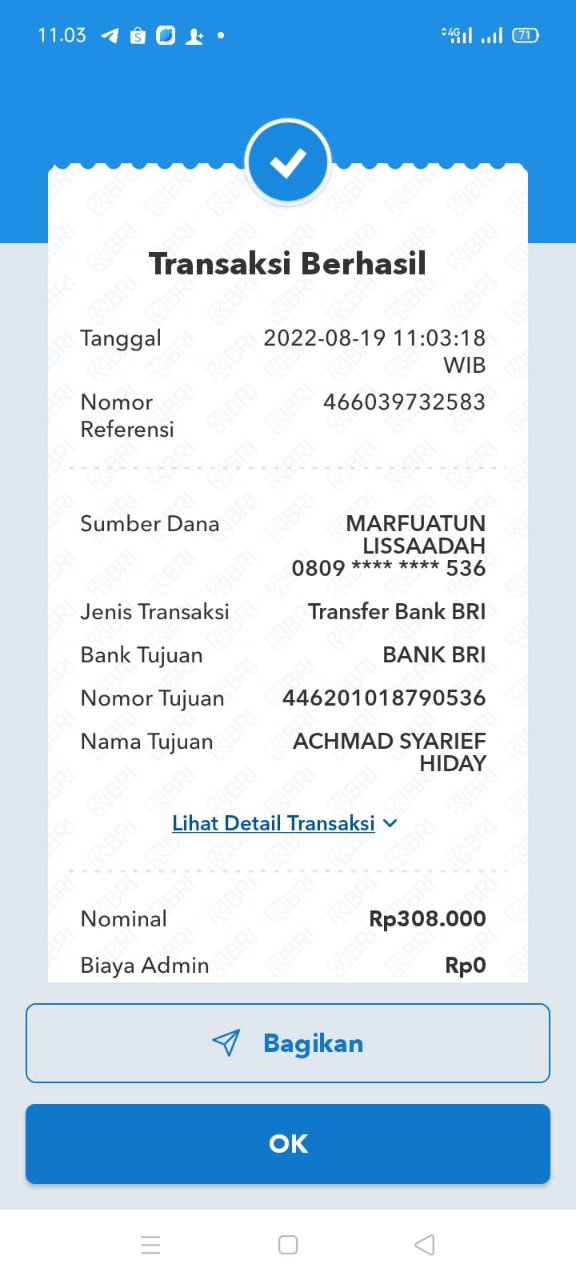 11.03
4G
71
Transaksi Berhasil
Tanggal
2022-08-19 11:03:18
WIB
Nomor
Referensi
466039732583
Sumber Dana
MARFUATUN
LISSAADAH
0809 **** **** 536
Jenis Transaksi
Transfer Bank BRI
Bank Tujuan
BANK BRI
Nomor Tujuan
446201018790536
Nama Tujuan
ACHMAD SYARIEF
HIDAY
Lihat Detail Transaksi
Nominal
Rp308.000
Biaya Admin
Rp0
Bagikan
OK